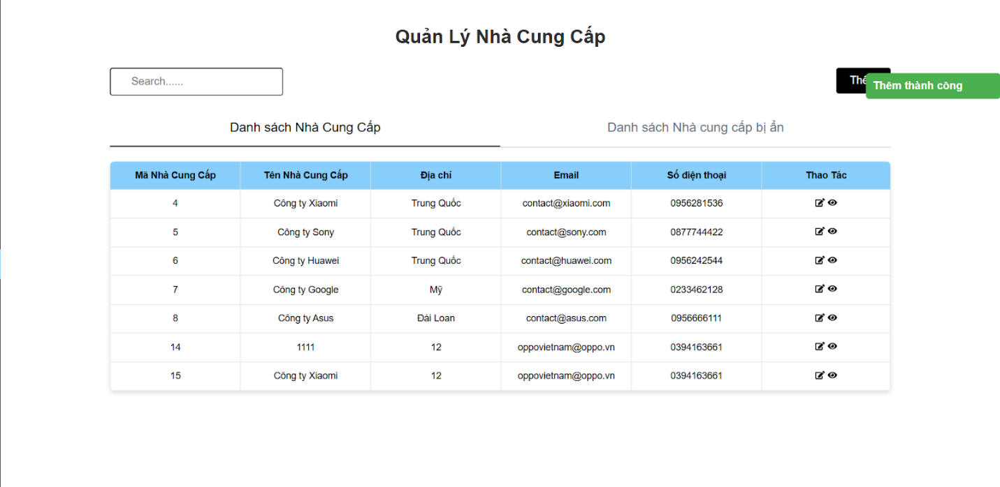 Quản Lý Nhà Cung Cấp
Search......
Thê
Thêm thành công
Danh sách Nhà Cung Cấp Danh sách Nhà cung cấp bị ẩn
Mã Nhà Cung Cấp Tên Nhà Cung Cấp Địa chỉ Email Số điện thoại Thao Tác
4 Công ty Xiaomi Trung Quốc contact@xiaomi.com 0956281536
5 Công ty Sony Trung Quốc contact@sony.com 0877744422
6 Công ty Huawei Trung Quốc contact@huawei.com 0956242544
7 Công ty Google Mỹ contact@google.com 0233462128
8 Công ty Asus Đài Loan contact@asus.com 0956666111
14 1111 12 oppovietnam@oppo.vn 0394163661
15 Công ty Xiaomi 12 oppovietnam@oppo.vn 0394163661